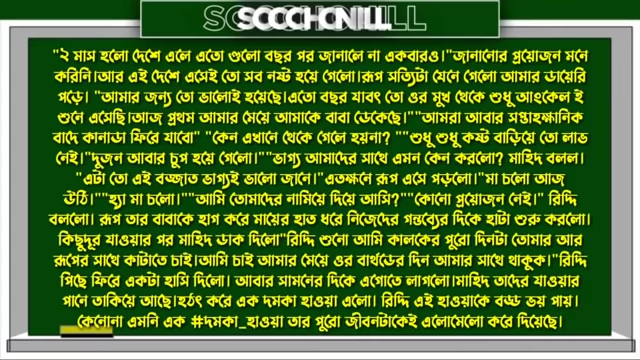 "২ মাস হলো দেশে এলে এতো গুলো বছর পর জানালে না একবারও।"জানানোর প্রয়োজন মনে
করিনি।আর এই দেশে এসেই তো সব নষ্ট হয়ে গেলো।রূপ সত্যিটা যেনে গেলো আমার ডায়েরি
পড়ে। "আমার জন্য তো ভালোই হয়েছে।এতো বছর যাবৎ তো ওর মুখ থেকে শুধু আংকেল ই
শুনে এসেছি।আজ প্রথম আমার মেয়ে আমাকে বাবা ডেকেছে।""আমরা আবার সপ্তাহক্ষানিক
বাদে কানাডা ফিরে যাবো" "কেন এখানে থেকে গেলে হয়না? ""শুধু শুধু কষ্ট বাড়িয়ে তো লাভ
নেই।"দুজন আবার চুপ হয়ে গেলো।""ভাগ্য আমাদের সাথে এমন কেন করলো? মাহিদ বলল।
"এটা তো এই বজ্জাত ভাগ্যই ভালো জানে।"এতক্ষনে রূপ এসে পড়লো।"মা চলো আজ
উঠি।""হ্যা মা চলো।""আমি তোমাদের নামিয়ে দিয়ে আসি?""কোনো প্রয়োজন নেই।" রিদ্দি
বললো। রূপ তার বাবাকে হাগ করে মায়ের হাত ধরে নিজেদের গন্তব্যের দিকে হাটা শুরু করলো।
কিছুদূর যাওয়ার পর মাহিদ ডাক দিলো"রিদ্দি শুনো আমি কালকের পুরো দিনটা তোমার আর
রূপের সাথে কাটাতে চাই।আমি চাই আমার মেয়ে ওর বার্থডের দিন আমার সাথে থাকুক।"রিদ্দি
পিছে ফিরে একটা হাসি দিলো। আবার সামনের দিকে এগোতে লাগলো।মাহিদ তাদের যাওয়ার
পানে তাকিয়ে আছে।হঠৎ করে এক দমকা হাওয়া এলো। রিদ্দি এই হাওয়াকে বড্ড ভয় পায়।
কেনোনা এমনি এক #দমকা_হাওয়া তার পুরো জীবনটাকেই এলোমেলো করে দিয়েছে।